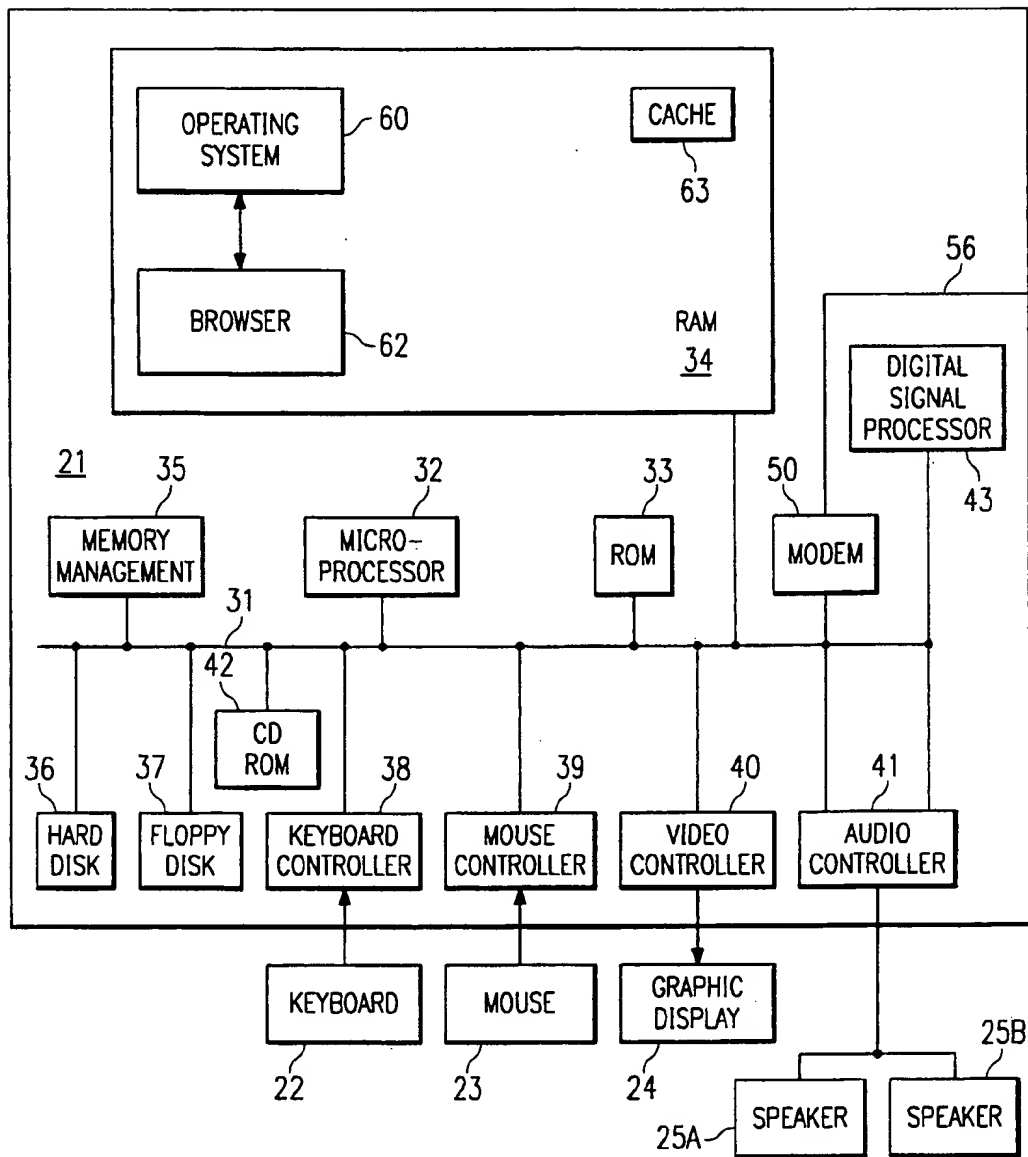 OPERATING
SYSTEM
60
CACHE
63
BROWSER
62
RAM
34
56
DIGITAL
SIGNAL
PROCESSOR
43
21
35
32
33
50
MEMORY
MANAGEMENT
MICRO-
PROCESSOR
ROM
MODEM
31
42
CD
ROM
36
37
38
39
40
41
HARD
DISK
FLOPPY
DISK
KEYBOARD
CONTROLLER
MOUSE
CONTROLLER
VIDEO
CONTROLLER
AUDIO
CONTROLLER
KEYBOARD
22
MOUSE
23
GRAPHIC
DISPLAY
24
25B
SPEAKER
25A
SPEAKER